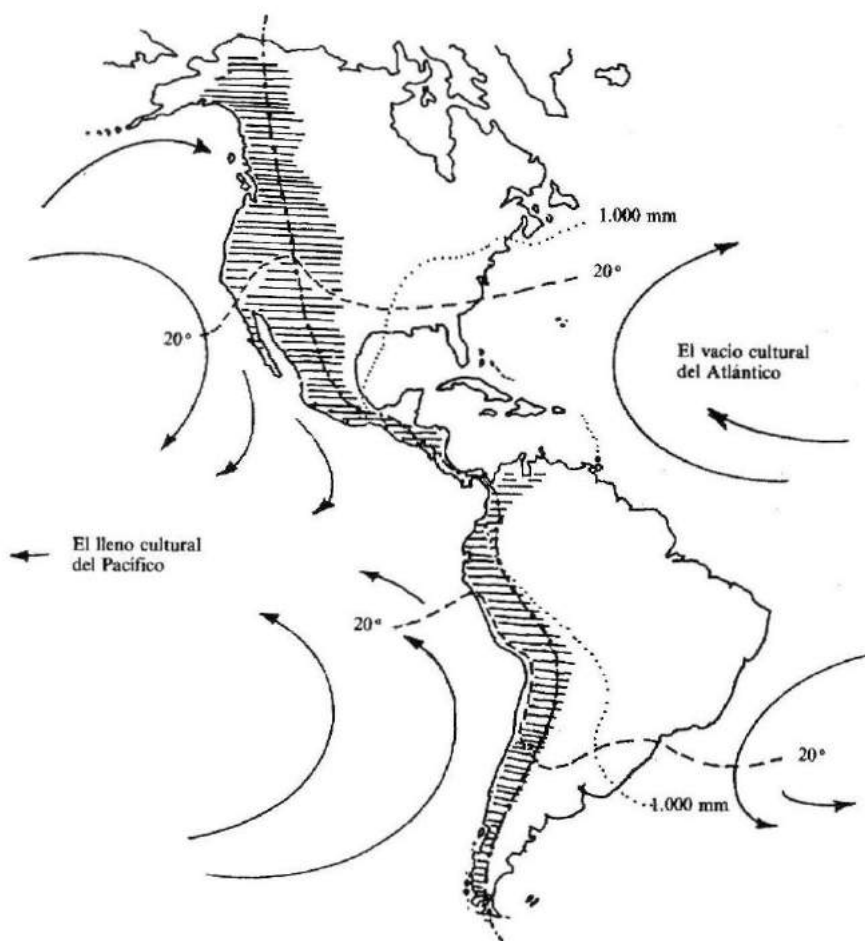 1.000 mm
20°
20°
El vacío cultural
del Atlántico
El lleno cultural
del Pacífico
20°
20°
1.000 mm